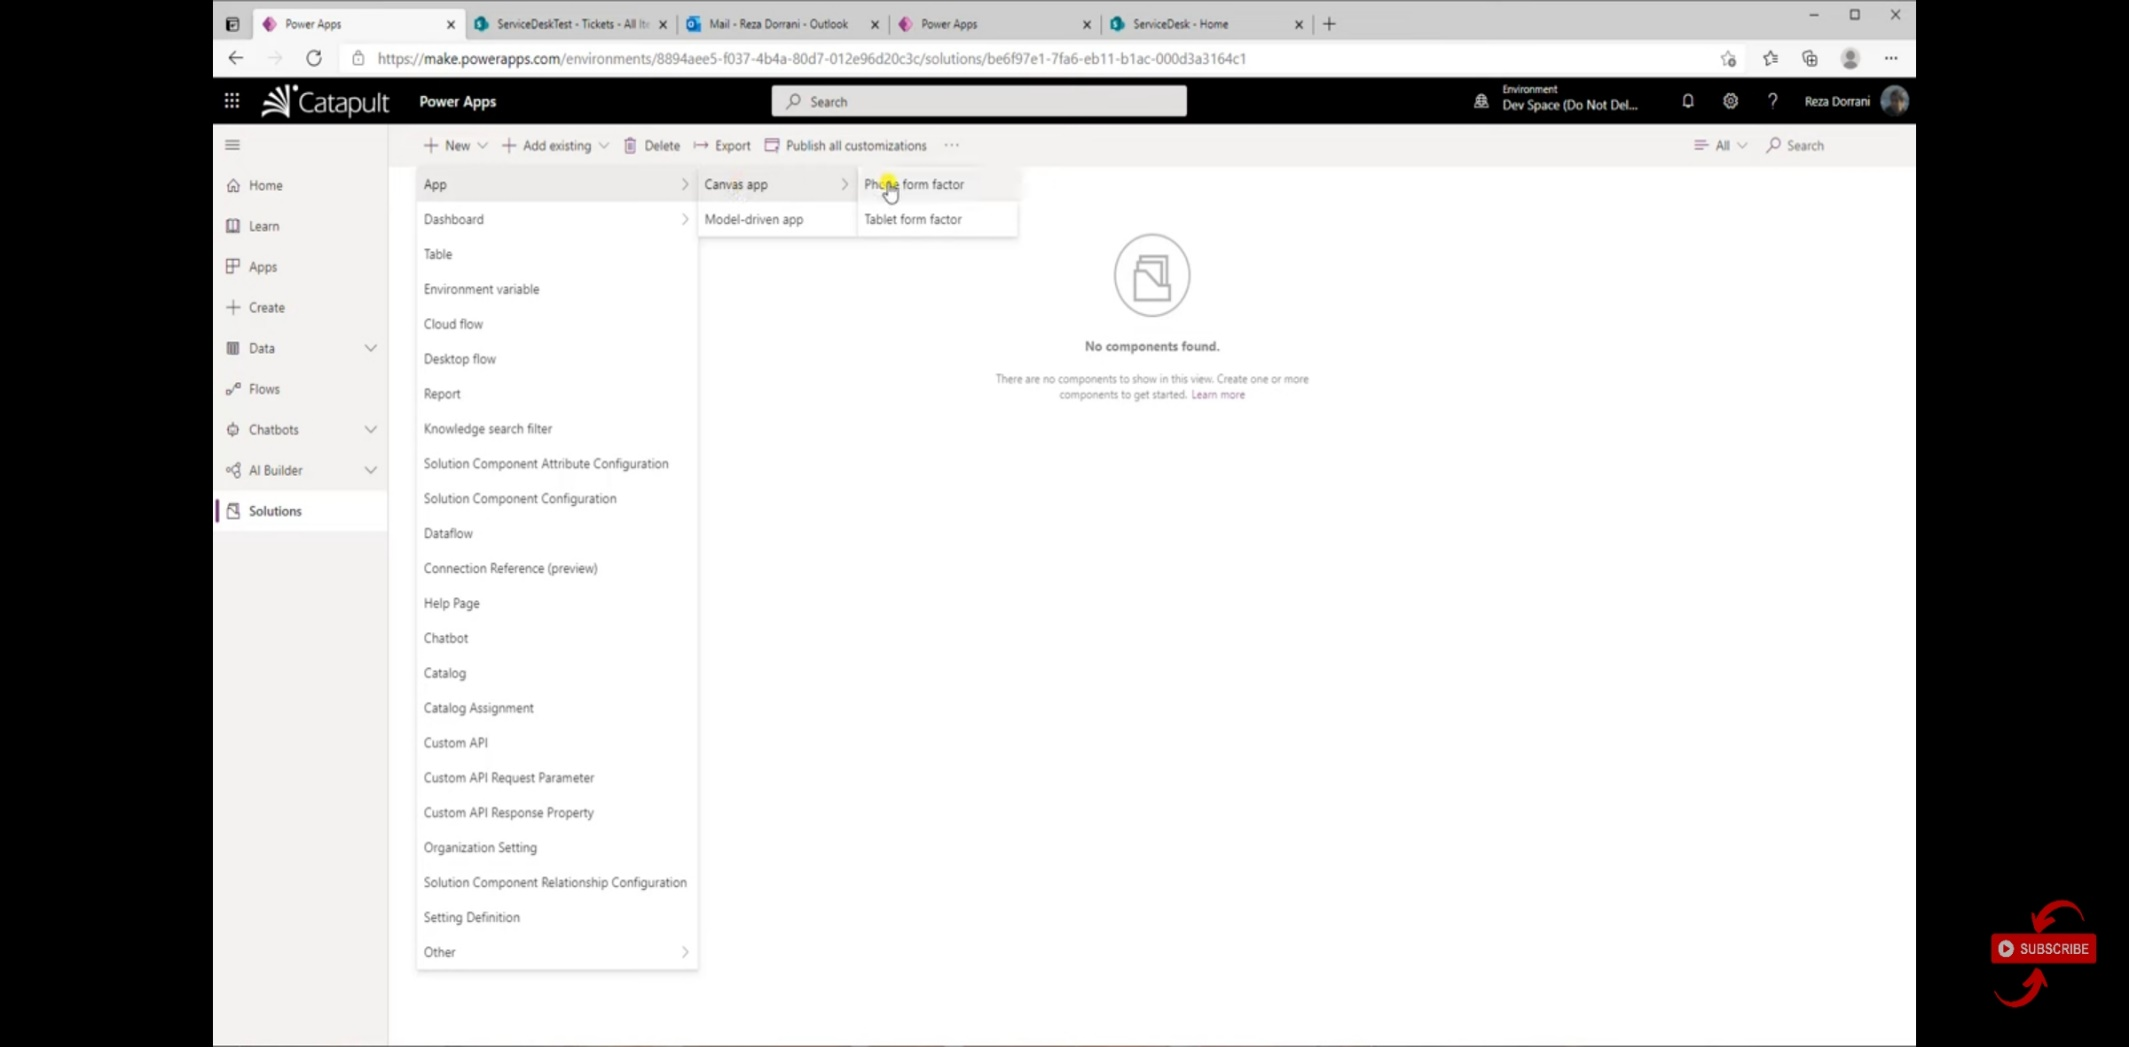 Power Apps
ServiceDeskTest - Tickets - All Ite
Mail - Reza Dorrani - Outlook
Power Apps
ServiceDesk - Home
https://make.powerapps.com/environments/8894aee5-f037-4b4a-80d7-012e96d20c3c/solutions/be6f97e1-7fa6-eb11-b1ac-000d3a3164c1
Catapult
Power Apps
Search
Environment
Dev Space (Do Not Del...
?
Reza Dorrani
New
Add existing
Delete
Export
Publish all customizations
...
All
Search
Home
Learn
Apps
Create
Data
Flows
Chatbots
AI Builder
Solutions
App
Dashboard
Table
Environment variable
Cloud flow
Desktop flow
Report
Knowledge search filter
Solution Component Attribute Configuration
Solution Component Configuration
Dataflow
Connection Reference (preview)
Help Page
Chatbot
Catalog
Catalog Assignment
Custom API
Custom API Request Parameter
Custom API Response Property
Organization Setting
Solution Component Relationship Configuration
Setting Definition
Other
Canvas app
Model-driven app
Phone form factor
Tablet form factor
No components found.
There are no components to show in this view. Create one or more
components to get started. Learn more
SUBSCRIBE